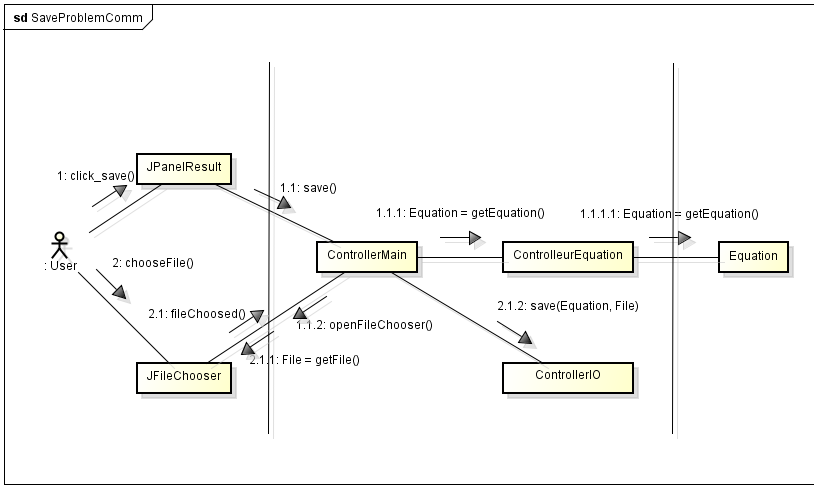 sd SaveProblemComm
JPanelResult
1: click_save()
1.1: save()
1.1.1: Equation = getEquation()
1.1.1.1: Equation = getEquation()
ControllerMain
ControlleurEquation
Equation
: User
2: chooseFile()
2.1: fileChoosed()
1.1.2: openFileChooser()
2.1.2: save(Equation, File)
2.1.1: File = getFile()
JFileChooser
ControllerIO